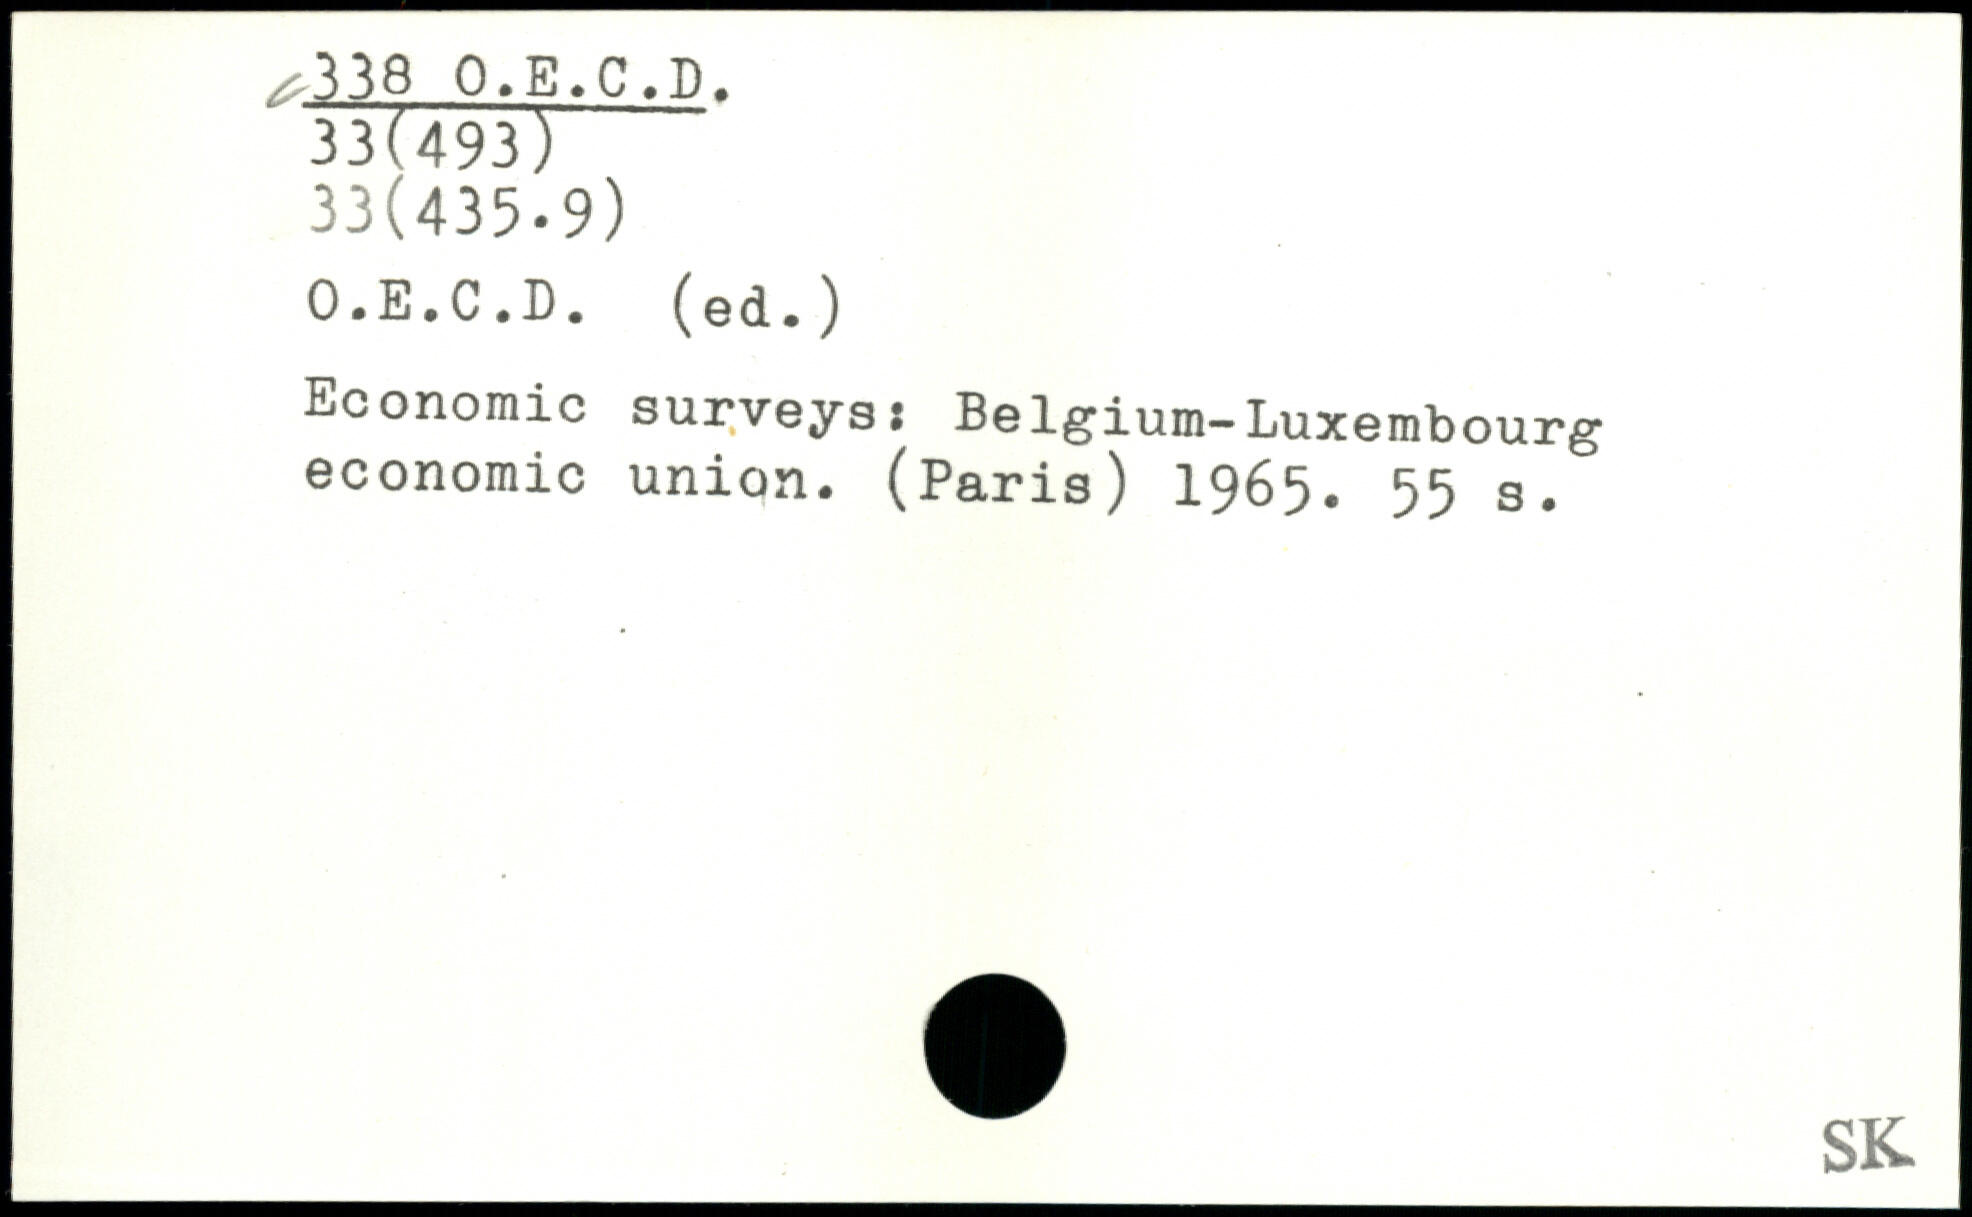 338 O.E.C.D.
33(493)
33(435.9)
O.E.C.D. (ed.)
Economic surveys: Belgium-Luxembourg
economic union. (Paris) 1965. 55 s.
SK